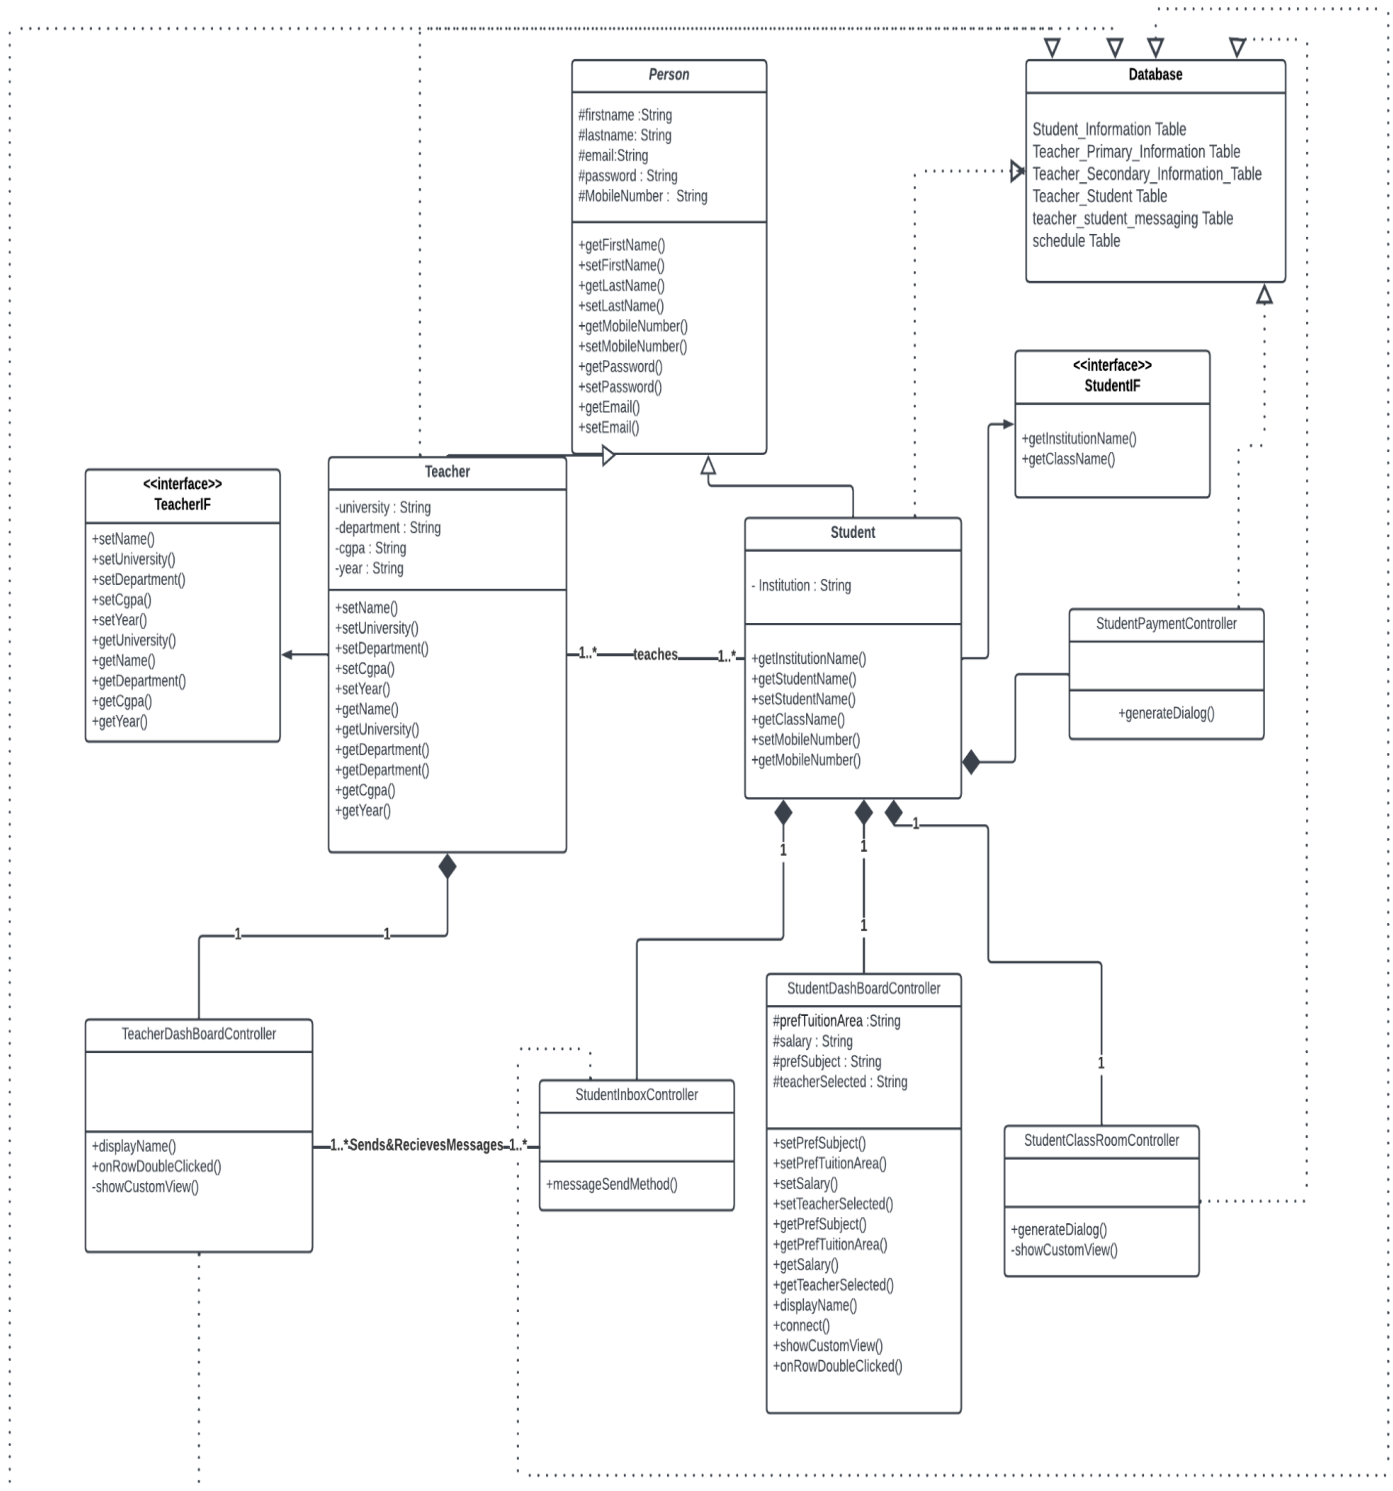 Person
#firstname :String
#lastname: String
#email:String
#password : String
#MobileNumber :  String
+getFirstName()
+setFirstName()
+getLastName()
+setLastName()
+getMobileNumber()
+setMobileNumber()
+getPassword()
+setPassword()
+getEmail()
+setEmail()
Database
Student_Information Table
Teacher_Primary_Information Table
Teacher_Secondary_Information_Table
Teacher_Student Table
teacher_student_messaging Table
schedule Table
<<interface>>
StudentIF
+getInstitutionName()
+getClassName()
<<interface>>
TeacherIF
+setName()
+setUniversity()
+setDepartment()
+setCgpa()
+setYear()
+getUniversity()
+getName()
+getDepartment()
+getCgpa()
+getYear()
Teacher
-university : String
-department : String
-cgpa : String
-year : String
+setName()
+setUniversity()
+setDepartment()
+setCgpa()
+setYear()
+getName()
+getUniversity()
+getDepartment()
+getDepartment()
+getCgpa()
+getYear()
1..* teaches 1..*
Student
- Institution : String
+getInstitutionName()
+getStudentName()
+setStudentName()
+getClassName()
+setMobileNumber()
+getMobileNumber()
StudentPaymentController
+generateDialog()
1
1
1
1
1
1
1
TeacherDashBoardController
+displayName()
+onRowDoubleClicked()
-showCustomView()
1..* Sends&RecievesMessages 1..*
StudentInboxController
+messageSendMethod()
StudentDashBoardController
#prefTuitionArea :String
#salary : String
#prefSubject : String
#teacherSelected : String
+setPrefSubject()
+setPrefTuitionArea()
+setSalary()
+setTeacherSelected()
+getPrefSubject()
+getPrefTuitionArea()
+getSalary()
+getTeacherSelected()
+displayName()
+connect()
+showCustomView()
+onRowDoubleClicked()
StudentClassRoomController
+generateDialog()
-showCustomView()